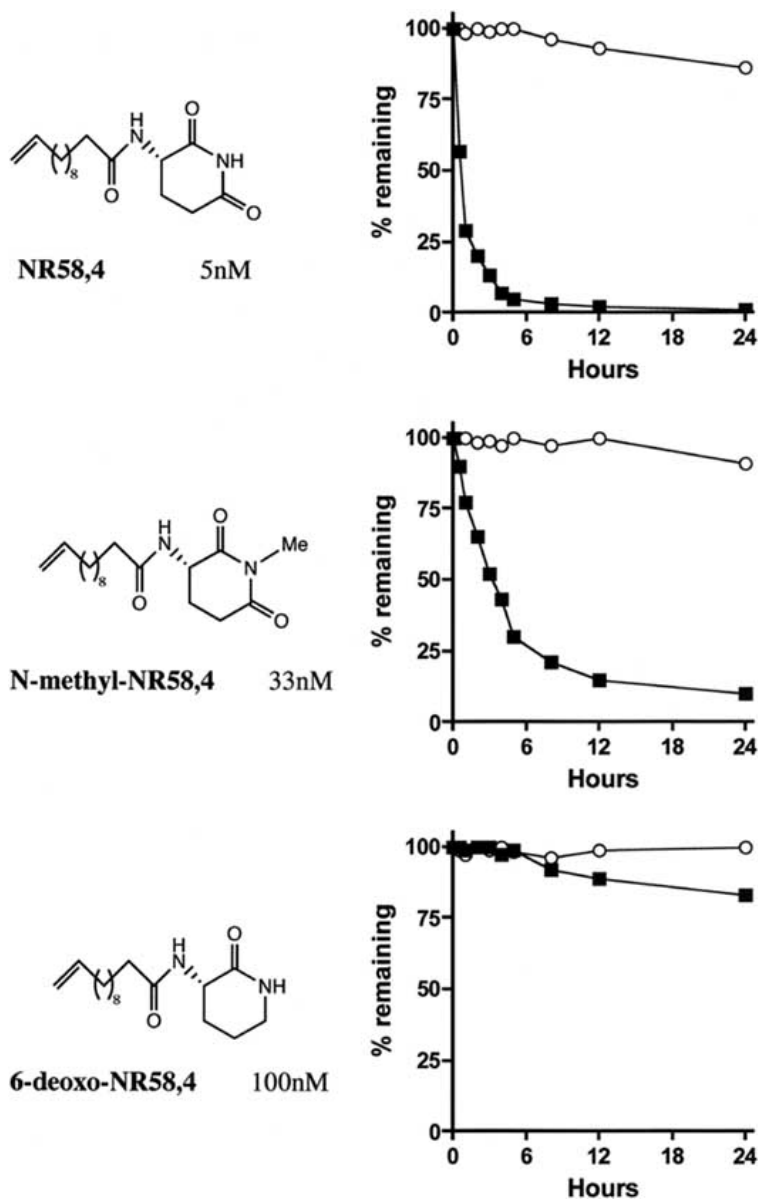 H
N
O
NH
8
O
O
NR58,4 5nM
100
75
50
25
0
% remaining
0 6 12 18 24
Hours
H
N
O
Me
N
8
O
O
N-methyl-NR58,4 33nM
100
75
50
25
0
% remaining
0 6 12 18 24
Hours
H
N
O
NH
8
O
6-deoxo-NR58,4 100nM
100
75
50
25
0
% remaining
0 6 12 18 24
Hours